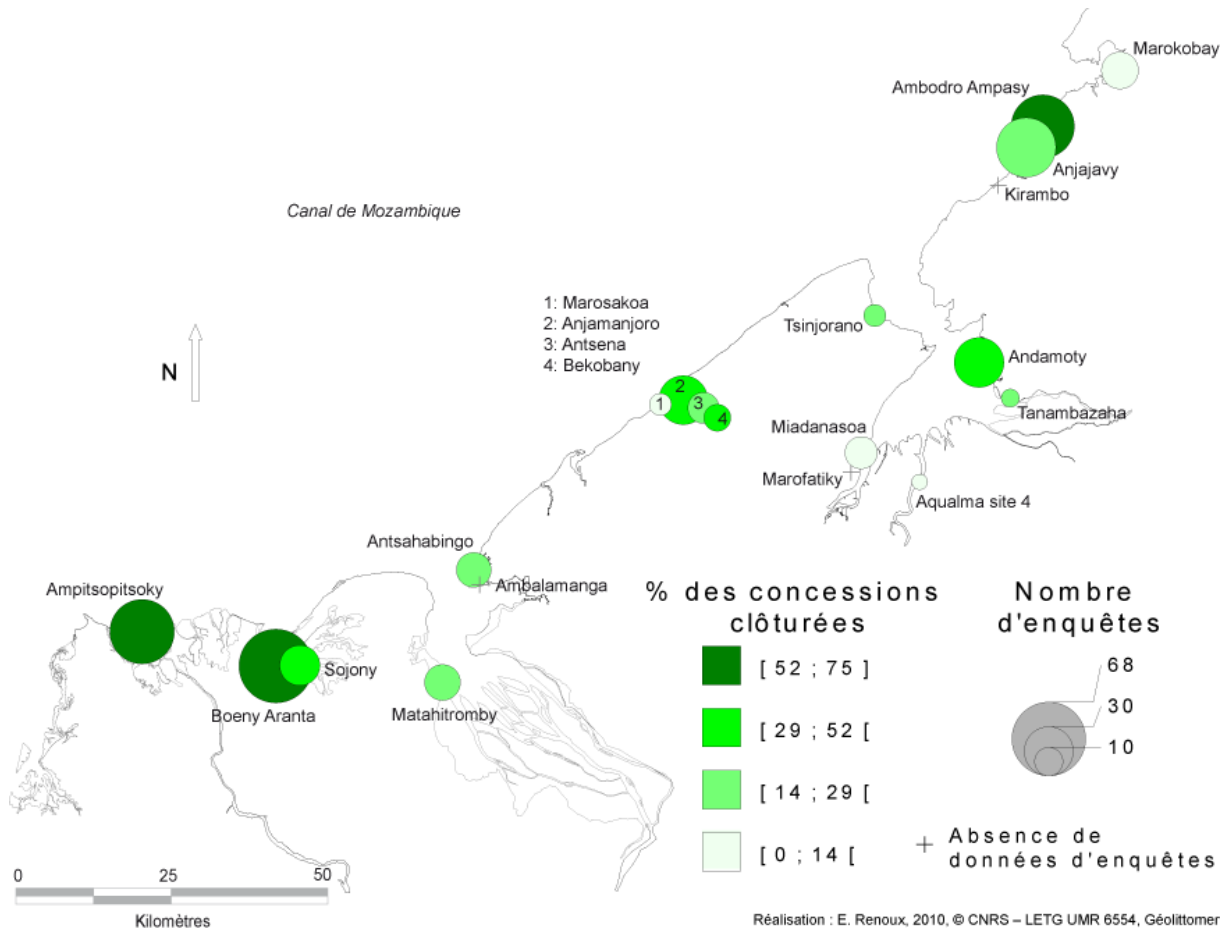 Marokobay
Ambodro Ampasy
Anjajavy
Kirambo
Canal de Mozambique
1: Marosakoa
2: Anjamanjoro
3: Antsena
4: Bekobany
Tsinjorano
N
Andamoty
2
1
3
4
Tanambazaha
Miadanasoa
Marofatiky
Aqualma site 4
Antsahabingo
Ambalamanga
Ampitsopitsoky
Sojony
Boeny Aranta
Matahitromby
% des concessions
clôturées
[ 52 ; 75 ]
[ 29 ; 52 [
[ 14 ; 29 [
[ 0 ; 14 [
Nombre
d'enquêtes
68
30
10
Absence de
données d'enquêtes
0 25 50
Kilomètres
Réalisation : E. Renoux, 2010, © CNRS – LETG UMR 6554, Géolittomer